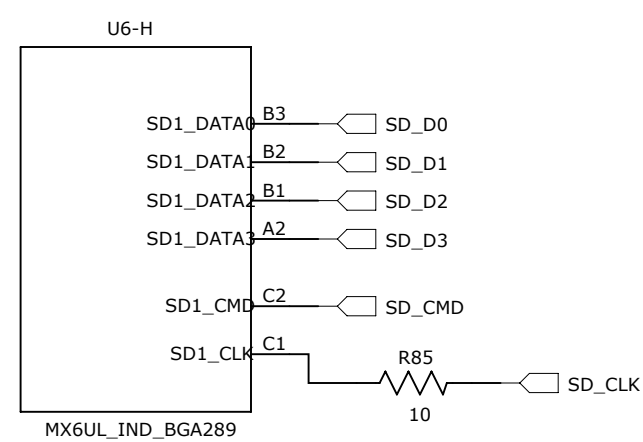 U6-H
SD1_DATA0 B3 SD_D0
SD1_DATA1 B2 SD_D1
SD1_DATA2 B1 SD_D2
SD1_DATA3 A2 SD_D3
SD1_CMD C2 SD_CMD
SD1_CLK C1
R85
SD_CLK
10
MX6UL_IND_BGA289